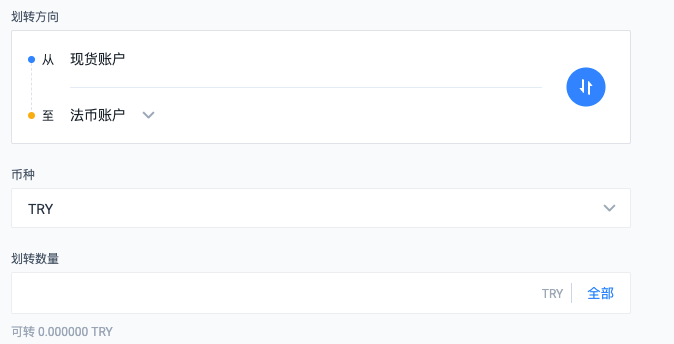 划转方向
从 现货账户
至 法币账户
币种
TRY
划转数量
TRY 全部
可转 0.000000 TRY